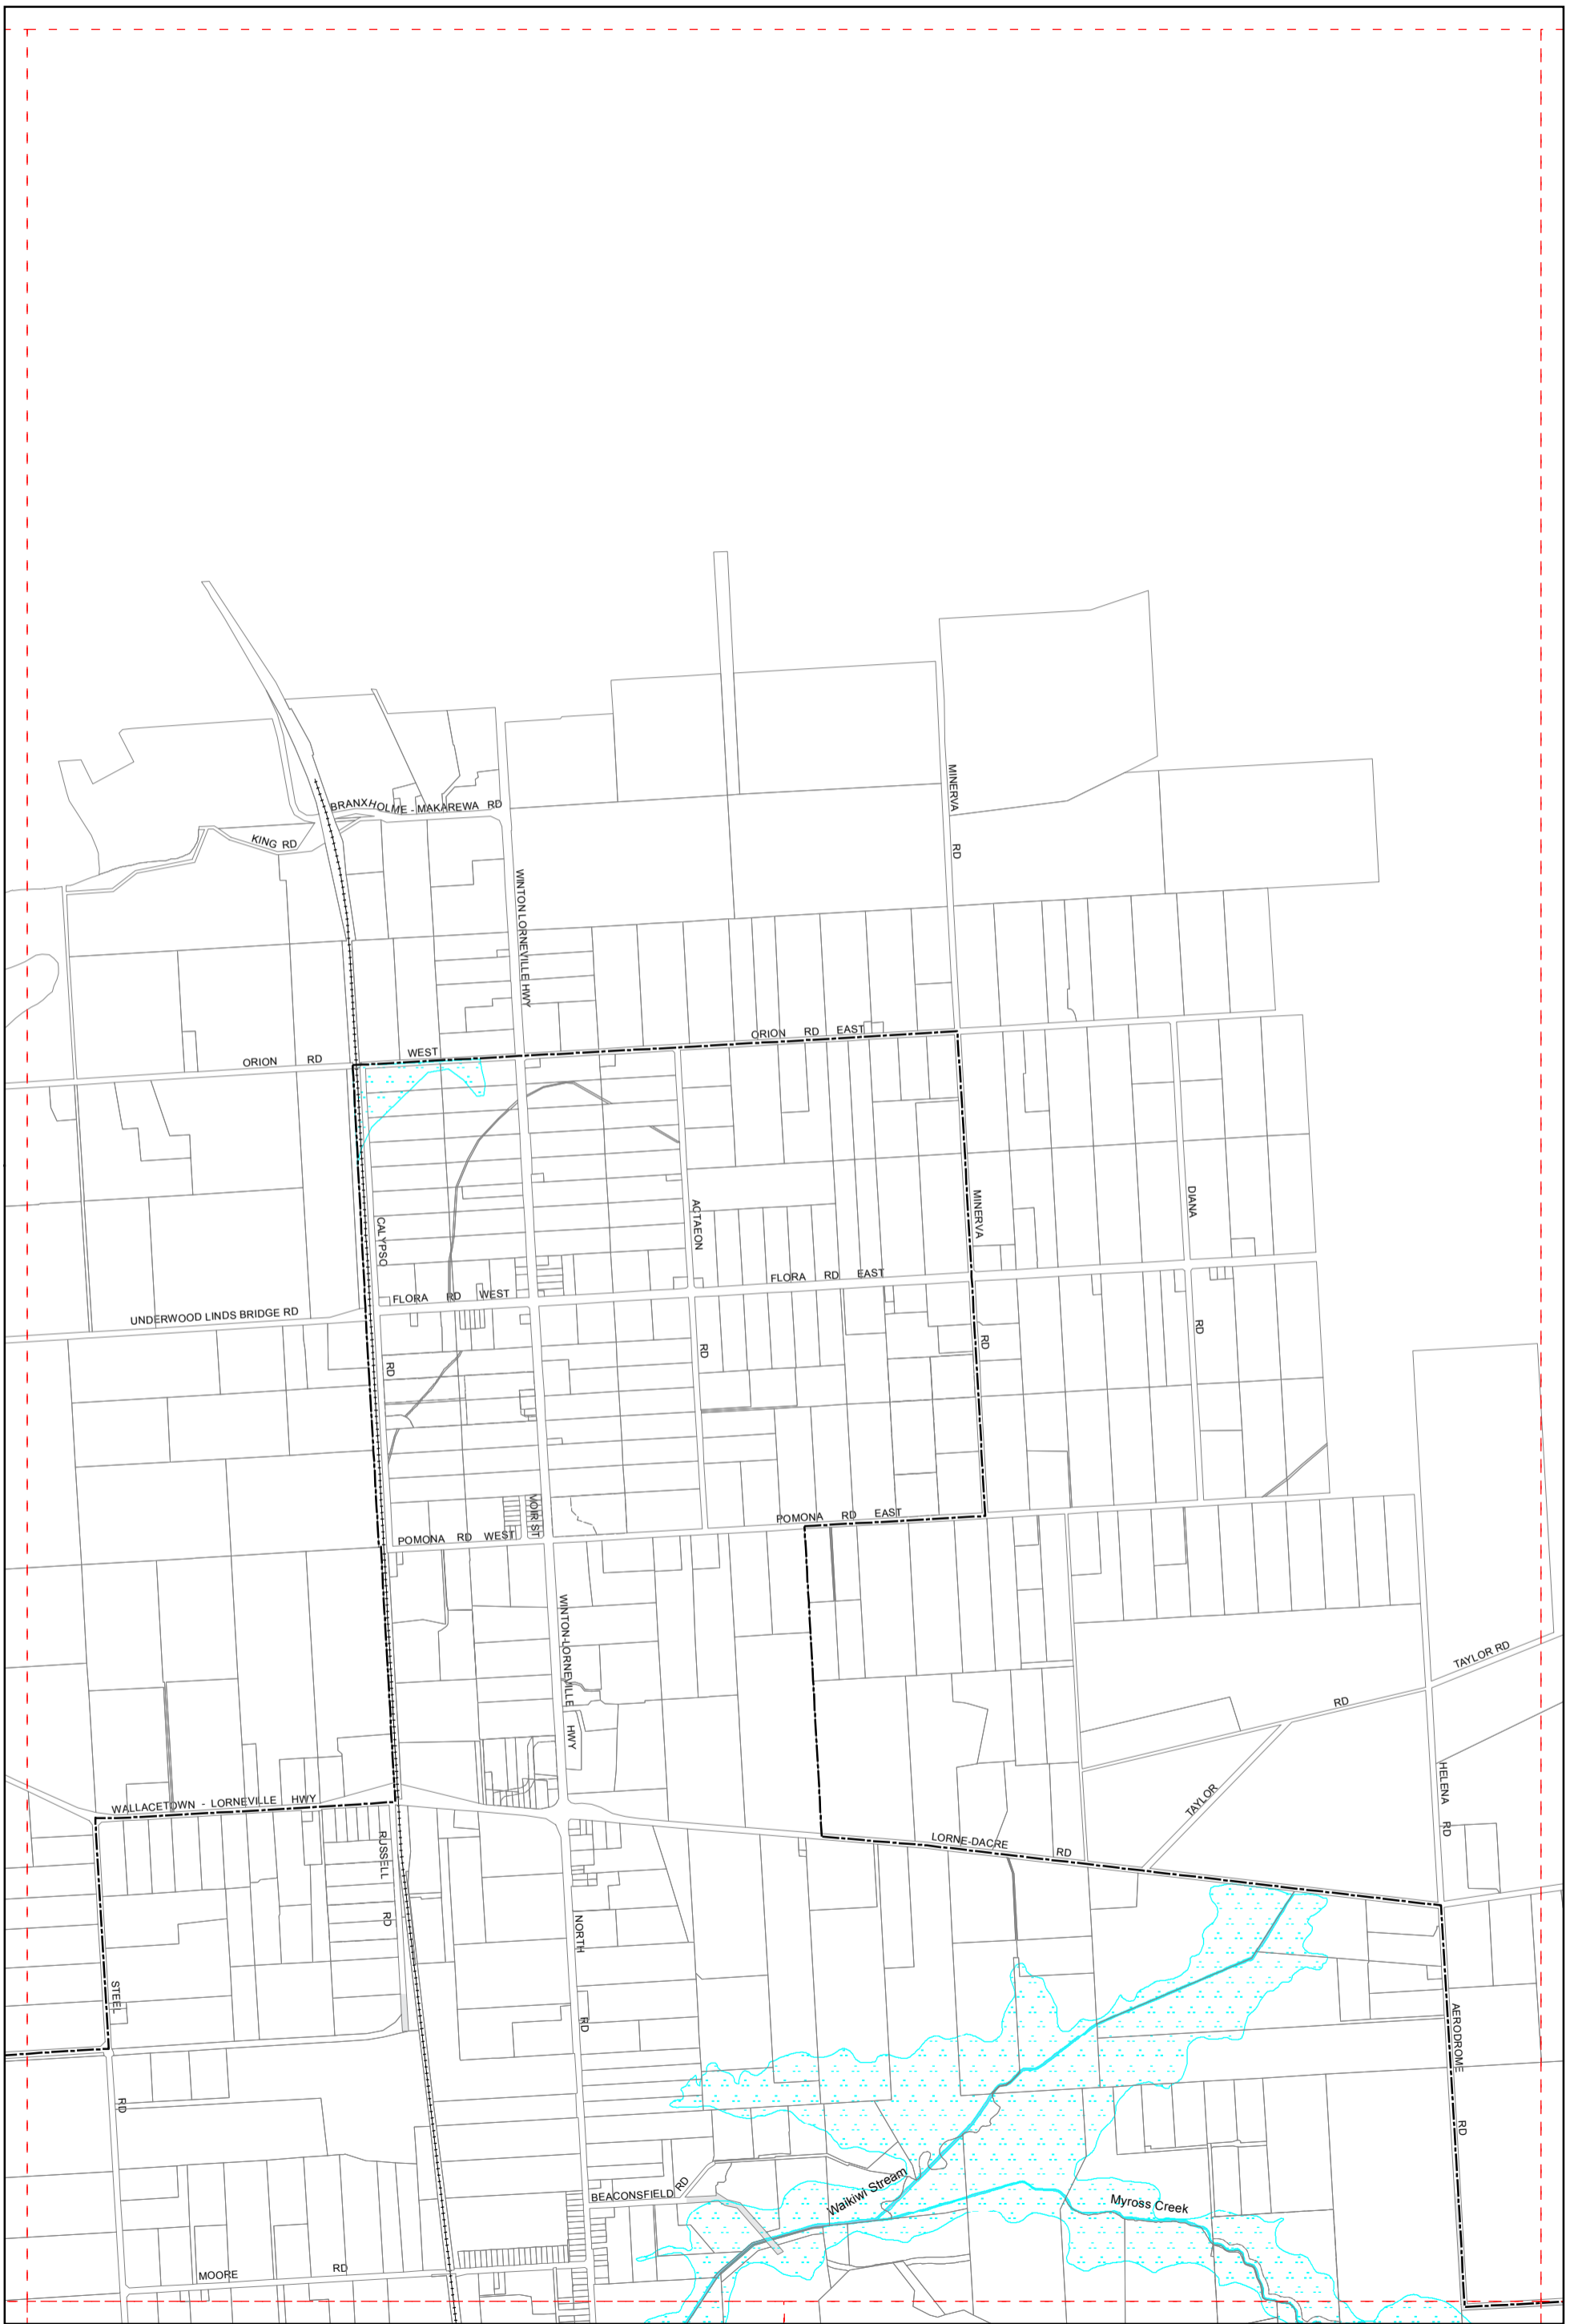 MINERVA
RD
BRANXHOLME - MAKAREWA RD
KING RD
WINTON LORNEVILLE HWY
ORION RD EAST
ORION RD WEST
CALYPSO
RD
ACTAEON
RD
MINERVA
RD
DIANA
RD
FLORA RD EAST
FLORA RD WEST
UNDERWOOD LINDS BRIDGE RD
MOIR ST
POMONA RD EAST
POMONA RD WEST
WINTON-LORNEVILLE HWY
TAYLOR RD
RD
TAYLOR
HELENA
RD
WALLACETOWN - LORNEVILLE HWY
RUSSELL
RD
LORNE-DACRE RD
NORTH
RD
STEEL
RD
AERODROME
RD
BEACONSFIELD RD
Waikiwi Stream
Myross Creek
MOORE RD